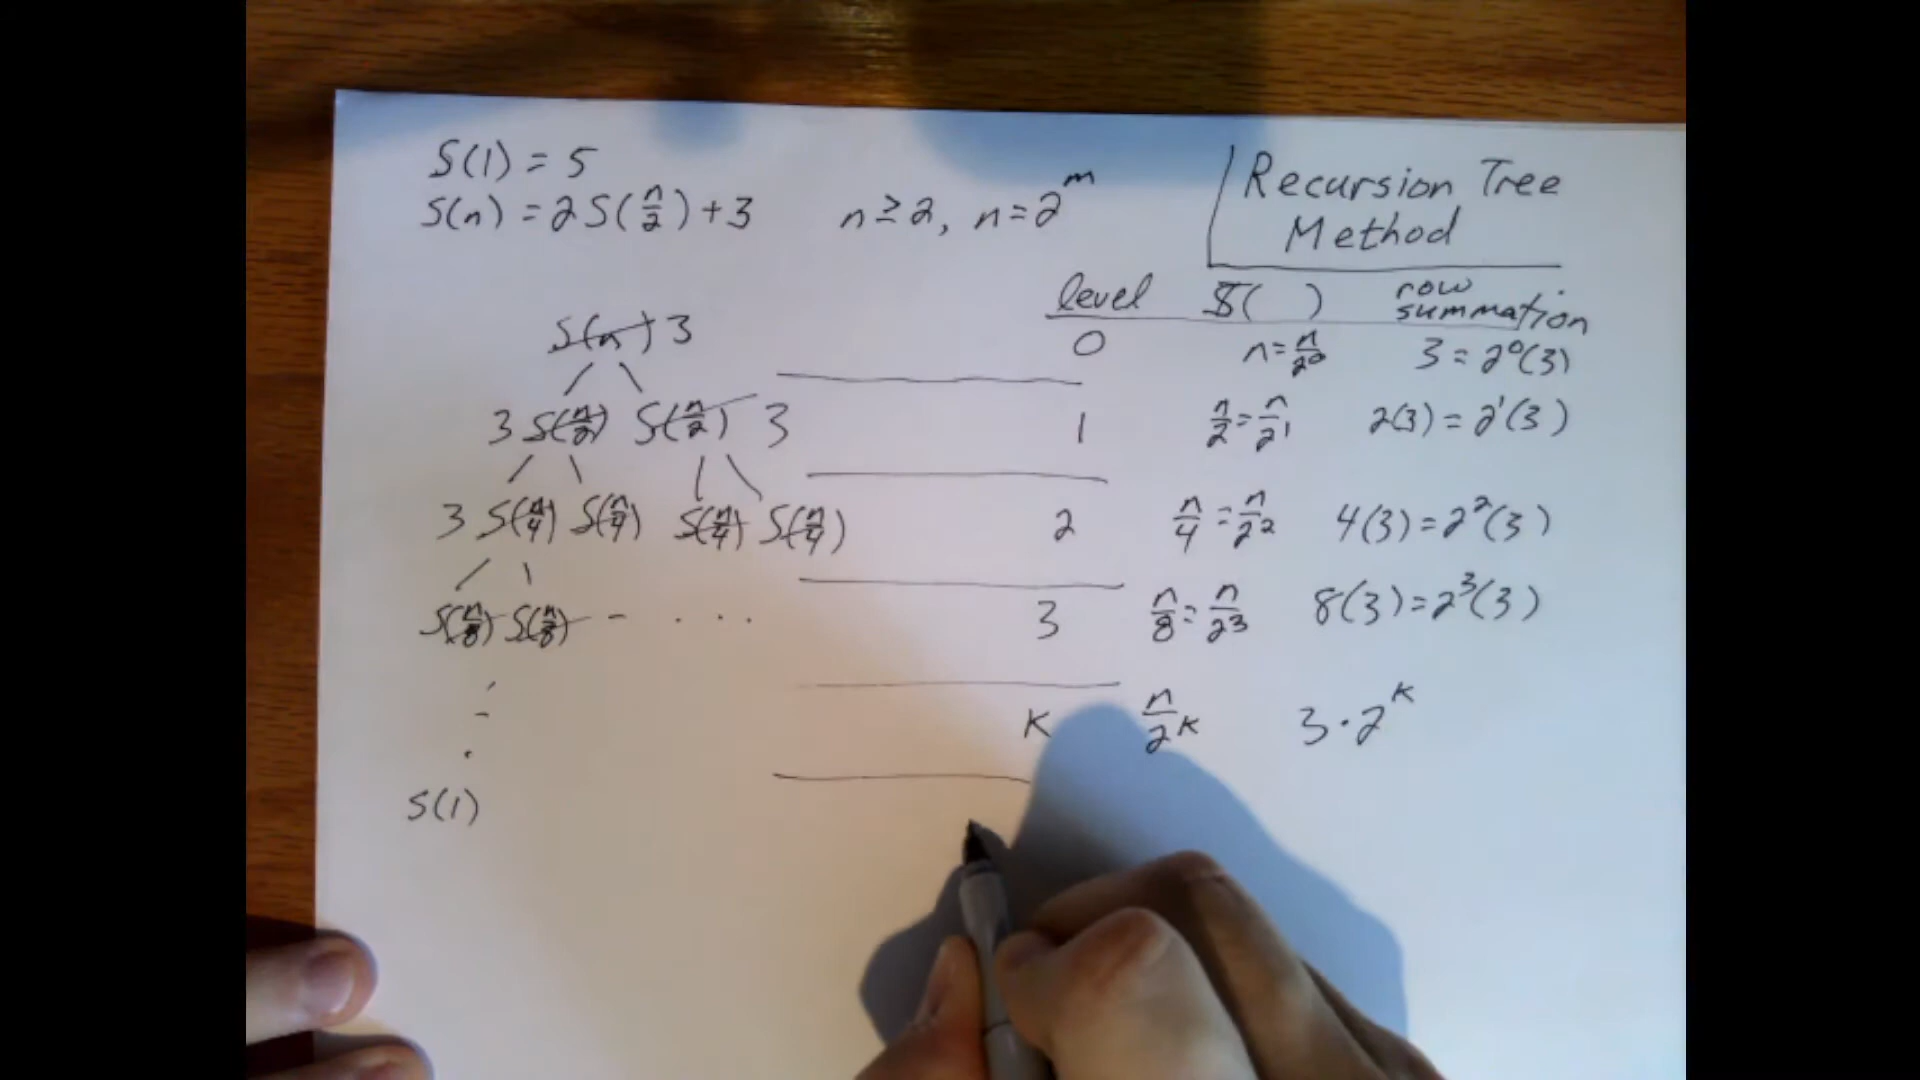 S(1) = 5
S(n) = 2S(n/2) + 3 n ≥ 2, n = 2^m
Recursion Tree
Method
level S( ) row summation
S(n) 3 0 n = n/2^0 3 = 2^0(3)
3 S(n/2) S(n/2) 3 1 n/2 = n/2^1 2(3) = 2^1(3)
3 S(n/4) S(n/4) S(n/4) S(n/4) 2 n/4 = n/2^2 4(3) = 2^2(3)
S(n/8) S(n/8) - . . . 3 n/8 = n/2^3 8(3) = 2^3(3)
K n/2^K 3 · 2^K
S(1)